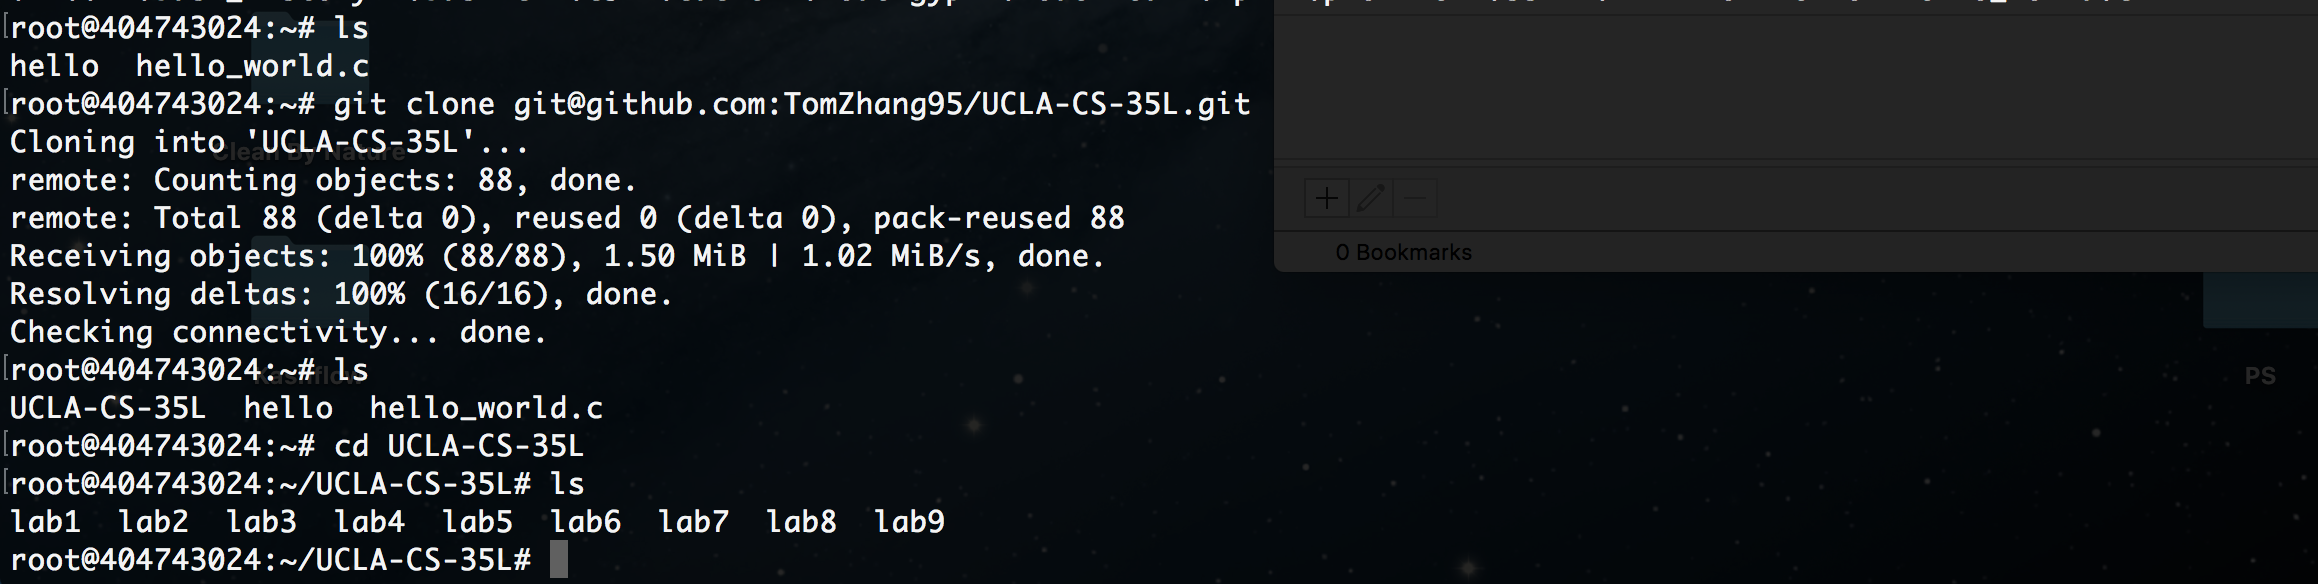 root@404743024:~# ls
hello  hello_world.c
root@404743024:~# git clone git@github.com:TomZhang95/UCLA-CS-35L.git
Cloning into 'UCLA-CS-35L'...
Clean By Nature
remote: Counting objects: 88, done.
remote: Total 88 (delta 0), reused 0 (delta 0), pack-reused 88
Receiving objects: 100% (88/88), 1.50 MiB | 1.02 MiB/s, done.
0 Bookmarks
Resolving deltas: 100% (16/16), done.
Checking connectivity... done.
root@404743024:~# ls
Kashflow
PS
UCLA-CS-35L  hello  hello_world.c
root@404743024:~# cd UCLA-CS-35L
root@404743024:~/UCLA-CS-35L# ls
lab1  lab2  lab3  lab4  lab5  lab6  lab7  lab8  lab9
root@404743024:~/UCLA-CS-35L#